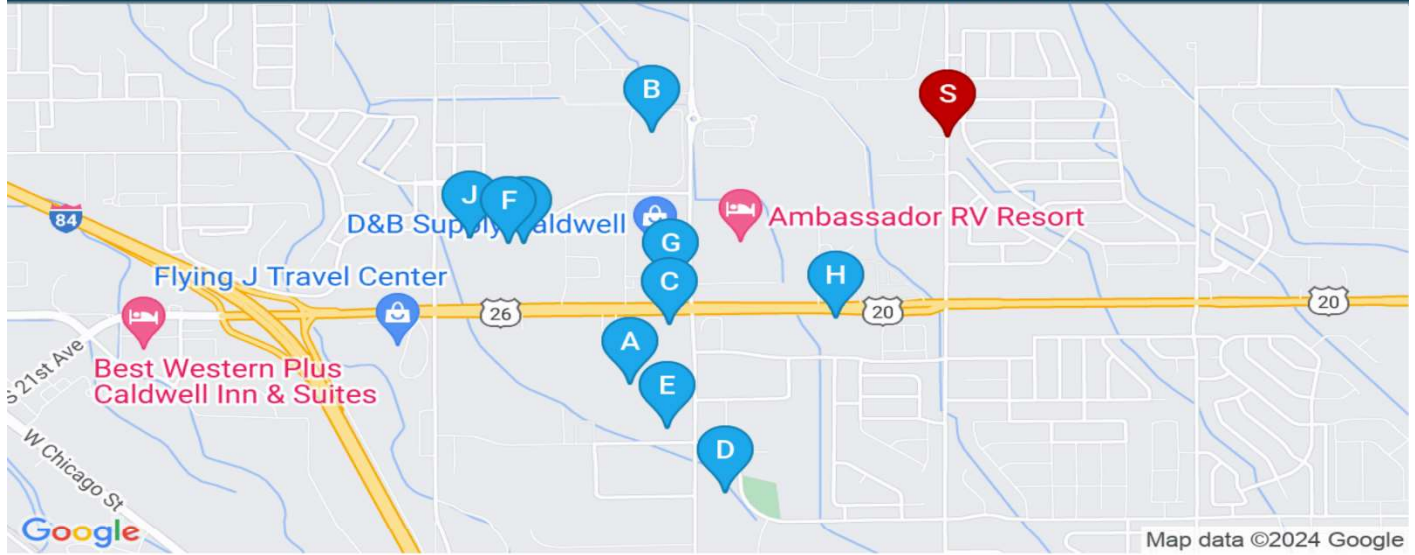 B
S
J
F
D&B Supply Caldwell
Ambassador RV Resort
84
G
Flying J Travel Center
C
H
26
20
20
A
Best Western Plus
Caldwell Inn & Suites
S 21st Ave
E
W Chicago St
D
Google
Map data ©2024 Google